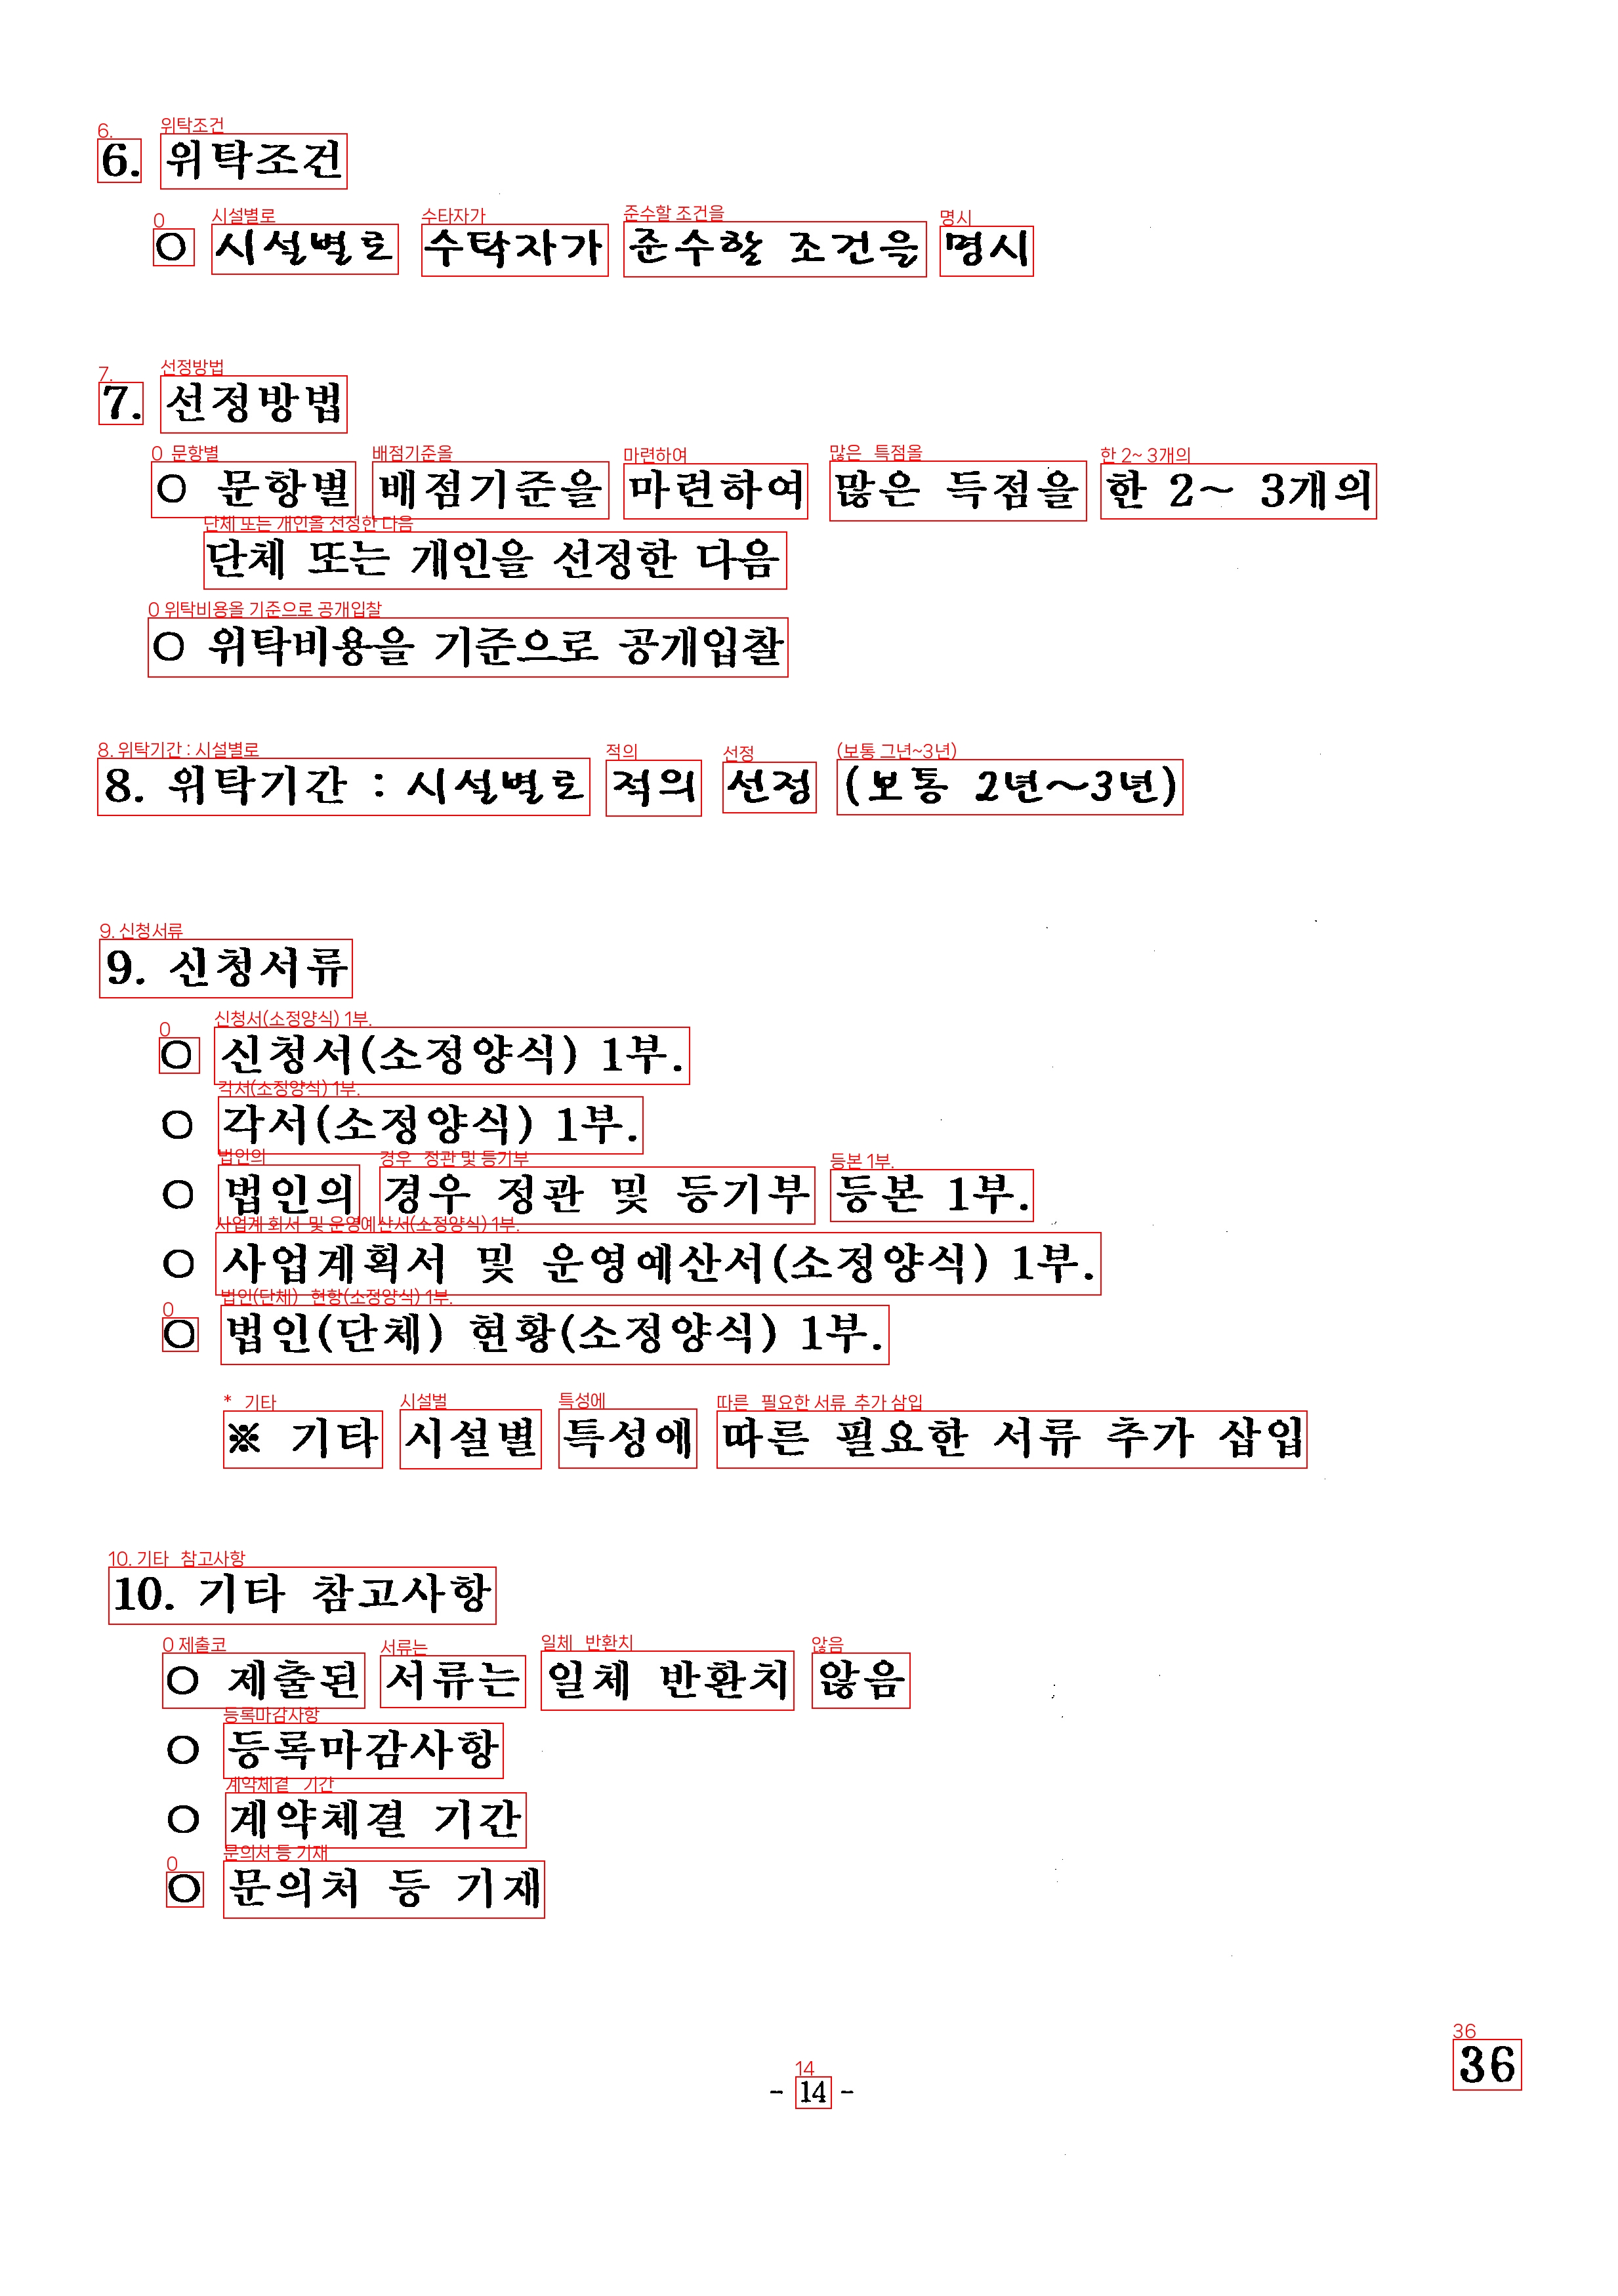 6. 위탁조건
○ 시설별로 수탁자가 준수할 조건을 명시
7. 선정방법
○ 문항별 배점기준을 마련하여 많은 득점을 한 2~ 3개의
단체 또는 개인을 선정한 다음
○ 위탁비용을 기준으로 공개입찰
8. 위탁기간 : 시설별로 적의 선정 (보통 2년~3년)
9. 신청서류
○ 신청서(소정양식) 1부.
○ 각서(소정양식) 1부.
○ 법인의 경우 정관 및 등기부 등본 1부.
○ 사업계획서 및 운영예산서(소정양식) 1부.
○ 법인(단체) 현황(소정양식) 1부.
※ 기타 시설별 특성에 따른 필요한 서류 추가 삽입
10. 기타 참고사항
○ 제출된 서류는 일체 반환치 않음
○ 등록마감사항
○ 계약체결 기간
○ 문의처 등 기재
36
- 14 -